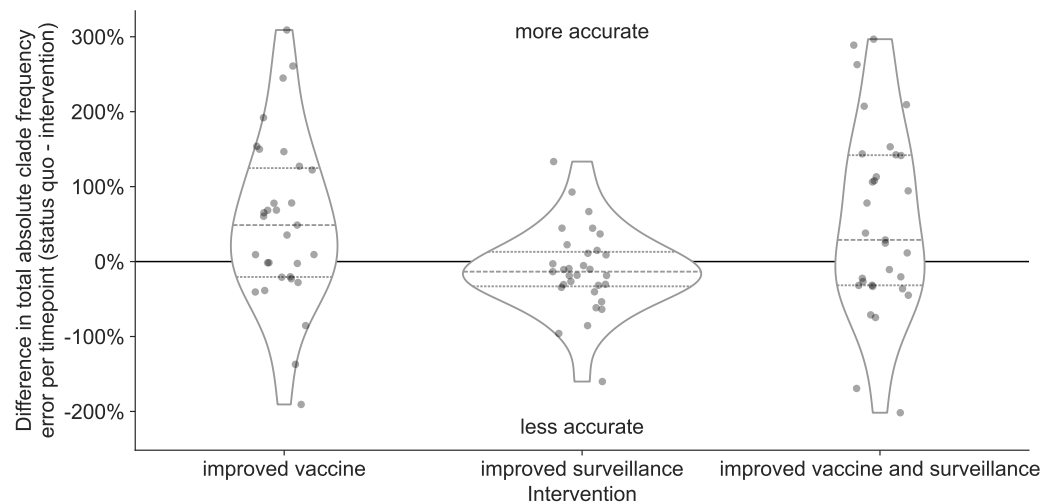 Difference in total absolute clade frequency
error per timepoint (status quo - intervention)
300%
200%
100%
0%
-100%
-200%
more accurate
less accurate
improved vaccine
improved surveillance
improved vaccine and surveillance
Intervention